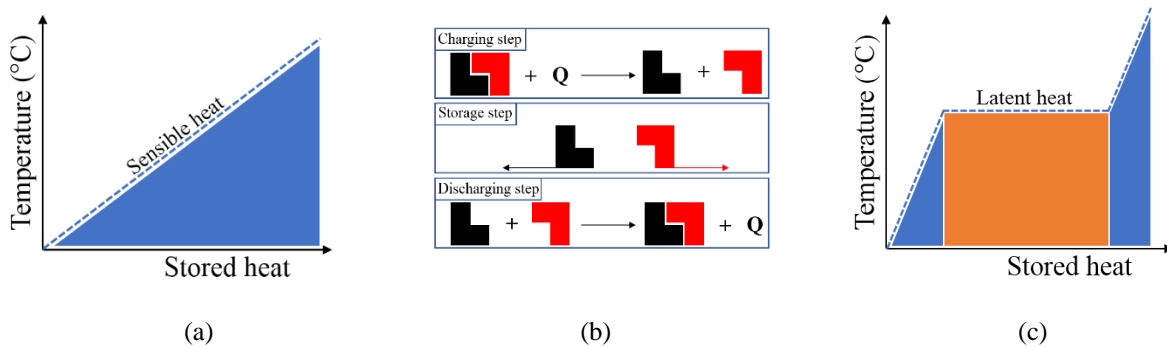 Temperature (°C)
Sensible heat
Stored heat
(a)
Charging step
+ Q +
Storage step
Discharging step
+ + Q
(b)
Temperature (°C)
Latent heat
Stored heat
(c)